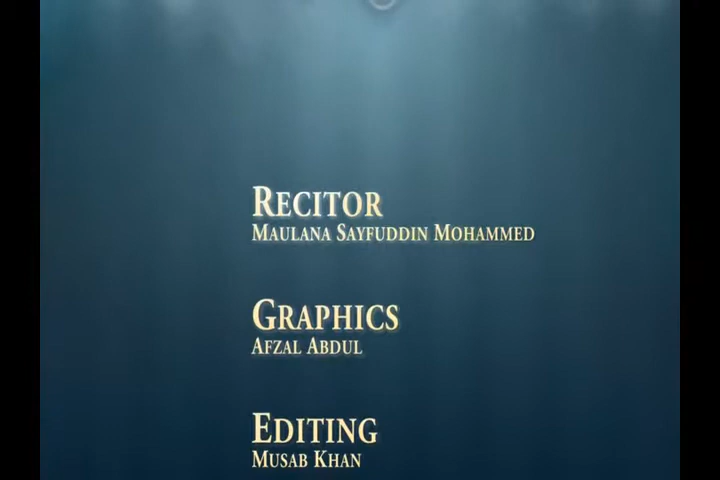 RECITOR
MAULANA SAYFUDDIN MOHAMMED
GRAPHICS
AFZAL ABDUL
EDITING
MUSAB KHAN